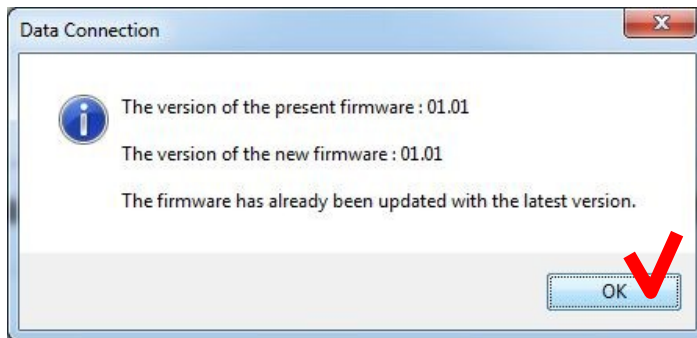 Data Connection
The version of the present firmware : 01.01
The version of the new firmware : 01.01
The firmware has already been updated with the latest version.
OK